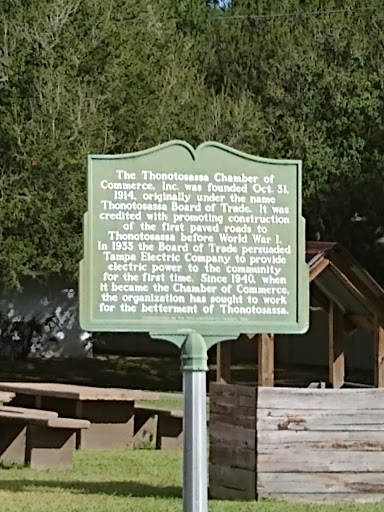 The Thonotosassa Chamber of
Commerce, Inc. was founded Oct. 31,
1914, originally under the name
Thonotosassa Board of Trade. It was
credited with promoting construction
of the first paved roads to
Thonotosassa before World War I.
In 1933 the Board of Trade persuaded
Tampa Electric Company to provide
electric power to the community
for the first time. Since 1940, when
it became the Chamber of Commerce,
the organization has sought to work
for the betterment of Thonotosassa.